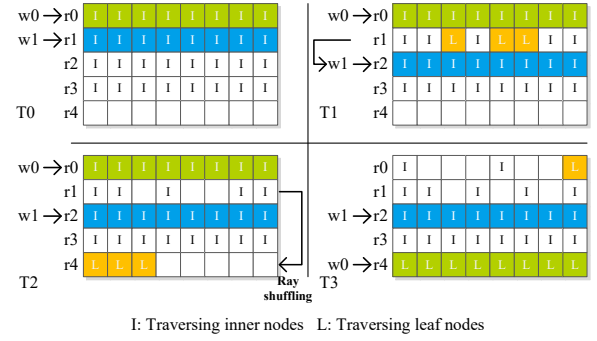 w0 r0 I I I I I I I I
w1 r1 I I I I I I I I
r2 I I I I I I I I
r3 I I I I I I I I
T0 r4
w0 r0 I I I I I I I I
r1 I I L I L L I I
w1 r2 I I I I I I I I
r3 I I I I I I I I
T1 r4
w0 r0 I I I I I I I I
r1 I I I I I
w1 r2 I I I I I I I I
r3 I I I I I I I I
r4 L L L
T2
Ray
shuffling
r0 I I L
r1 I I I I I
w1 r2 I I I I I I I I
r3 I I I I I I I I
w0 r4 L L L L L L L L
T3
I: Traversing inner nodes L: Traversing leaf nodes